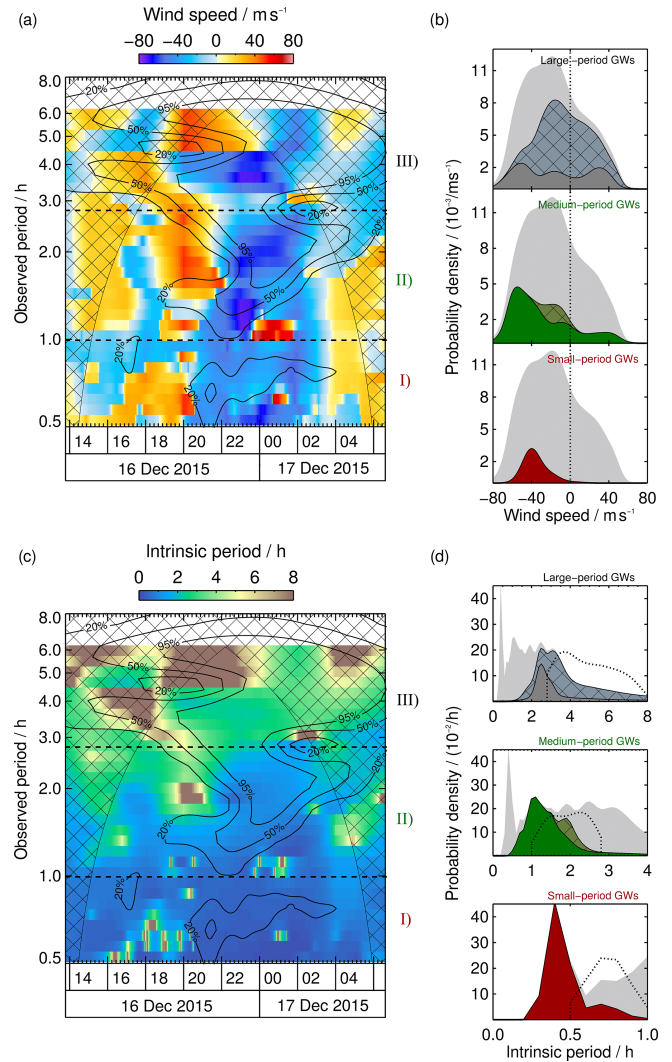 (a)
Wind speed / m s⁻¹
−80 −40 0 40 80
Observed period / h
8.0
6.0
5.0
4.0
3.0
2.0
1.0
0.5
20%
95%
50%
20%
50%
95%
20%
95%
20%
20%
50%
20%
20%
III)
II)
I)
14 16 18 20 22 00 02 04
16 Dec 2015 17 Dec 2015
(b)
Probability density / (10⁻³/ms⁻¹)
Large−period GWs
11
8
5
2
Medium−period GWs
11
8
5
2
Small−period GWs
11
8
5
2
−80 −40 0 40 80
Wind speed / m s⁻¹
(c)
Intrinsic period / h
0 2 4 6 8
Observed period / h
8.0
6.0
5.0
4.0
3.0
2.0
1.0
0.5
20%
95%
50%
20%
50%
95%
20%
95%
20%
20%
50%
20%
20%
III)
II)
I)
14 16 18 20 22 00 02 04
16 Dec 2015 17 Dec 2015
(d)
Probability density / (10⁻²/h)
Large−period GWs
40
30
20
10
0 2 4 6 8
Medium−period GWs
40
30
20
10
0 1 2 3 4
Small−period GWs
40
30
20
10
0.0 0.5 1.0
Intrinsic period / h